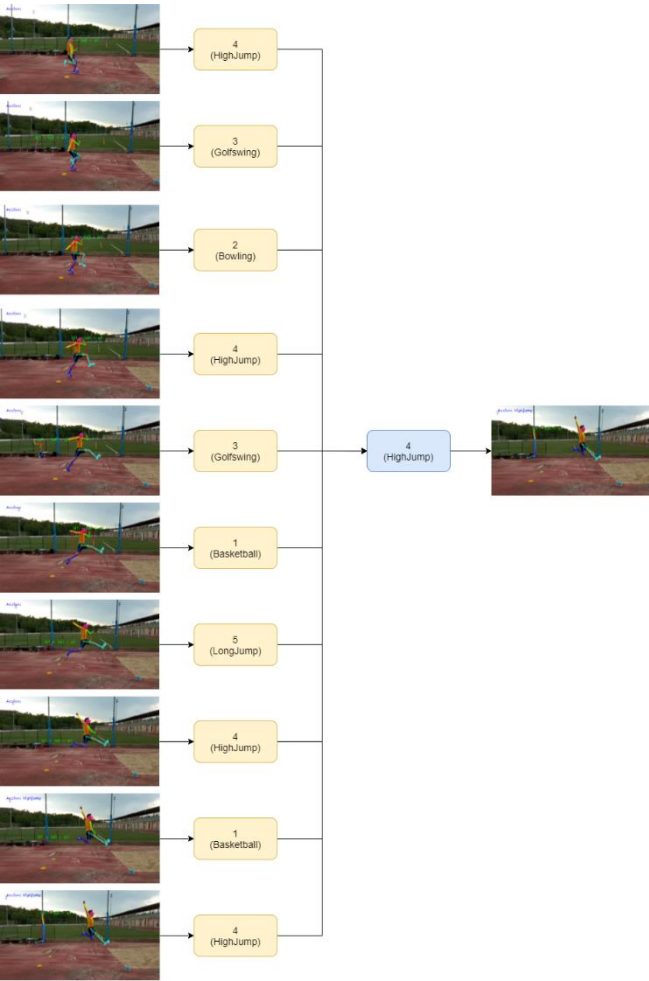 4
(HighJump)
3
(Golfswing)
2
(Bowling)
4
(HighJump)
3
(Golfswing)
1
(Basketball)
5
(LongJump)
4
(HighJump)
1
(Basketball)
4
(HighJump)
4
(HighJump)